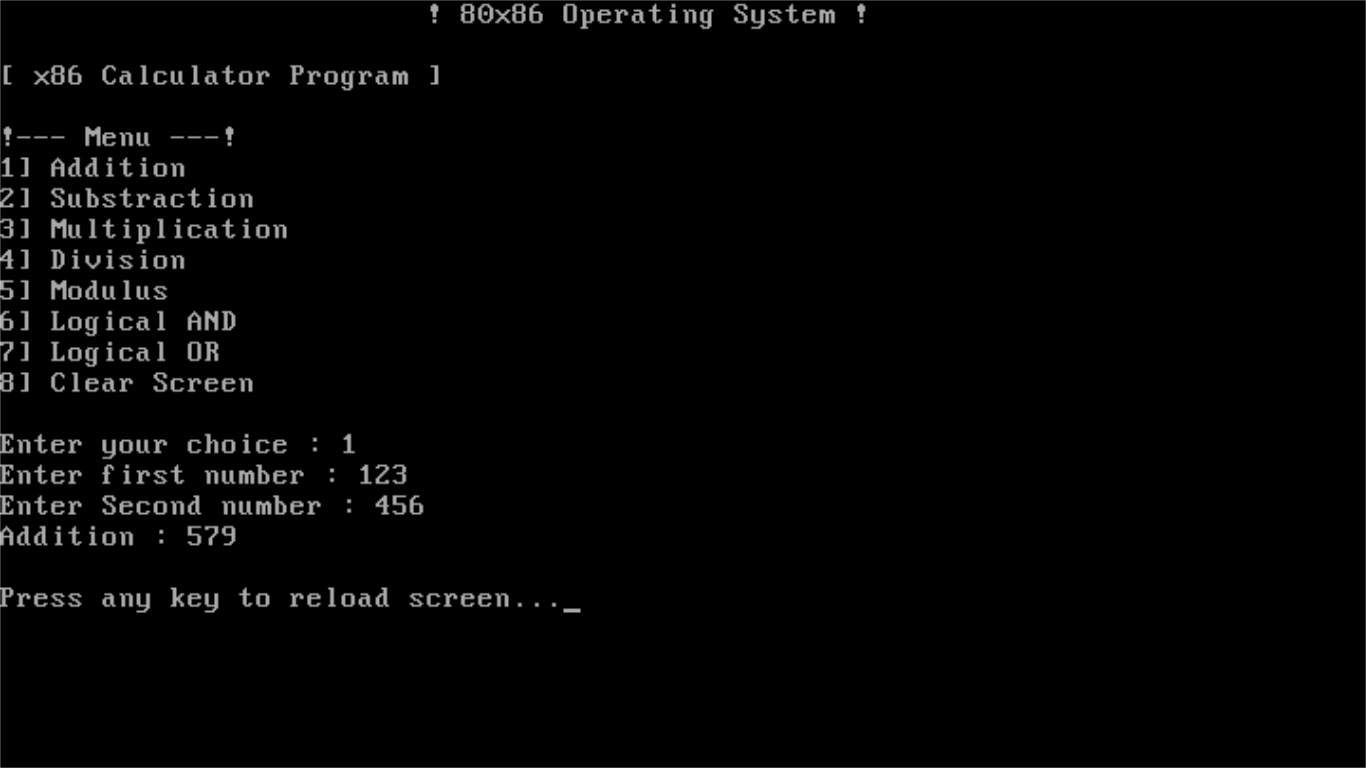 ! 80x86 Operating System !
[ x86 Calculator Program ]
!--- Menu ---!
1] Addition
2] Substraction
3] Multiplication
4] Division
5] Modulus
6] Logical AND
7] Logical OR
8] Clear Screen
Enter your choice : 1
Enter first number : 123
Enter Second number : 456
Addition : 579
Press any key to reload screen..._